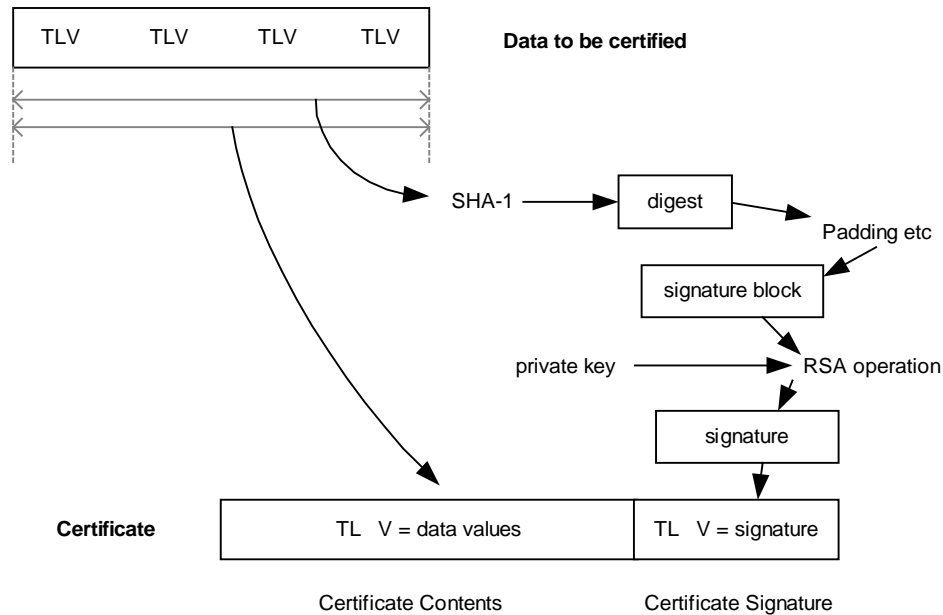 TLV TLV TLV TLV
Data to be certified
SHA-1
digest
Padding etc
signature block
private key
RSA operation
signature
Certificate
TL V = data values
TL V = signature
Certificate Contents
Certificate Signature